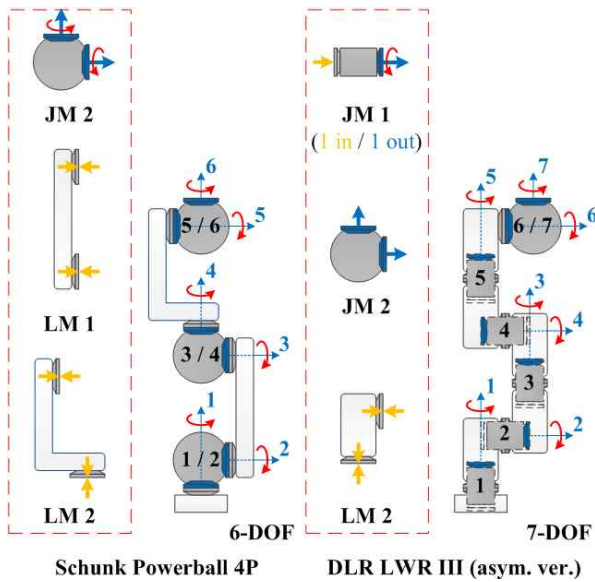 JM 2
LM 1
LM 2
6
5 / 6
5
4
3 / 4
3
1
1 / 2
2
6-DOF
Schunk Powerball 4P
JM 1
(1 in / 1 out)
JM 2
LM 2
7
5
6 / 7
6
5
3
4
4
3
1
2
2
1
7-DOF
DLR LWR III (asym. ver.)